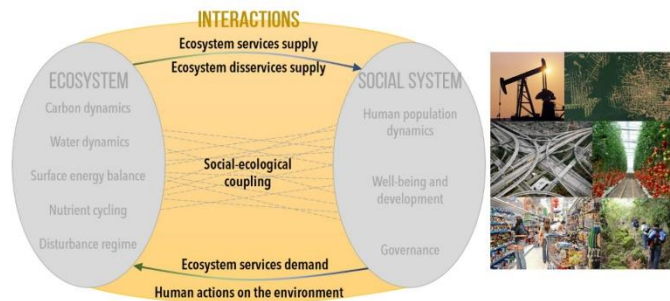 INTERACTIONS
Ecosystem services supply
Ecosystem disservices supply
ECOSYSTEM
Carbon dynamics
Water dynamics
Surface energy balance
Nutrient cycling
Disturbance regime
Social-ecological
coupling
SOCIAL SYSTEM
Human population
dynamics
Well-being and
development
Governance
Ecosystem services demand
Human actions on the environment